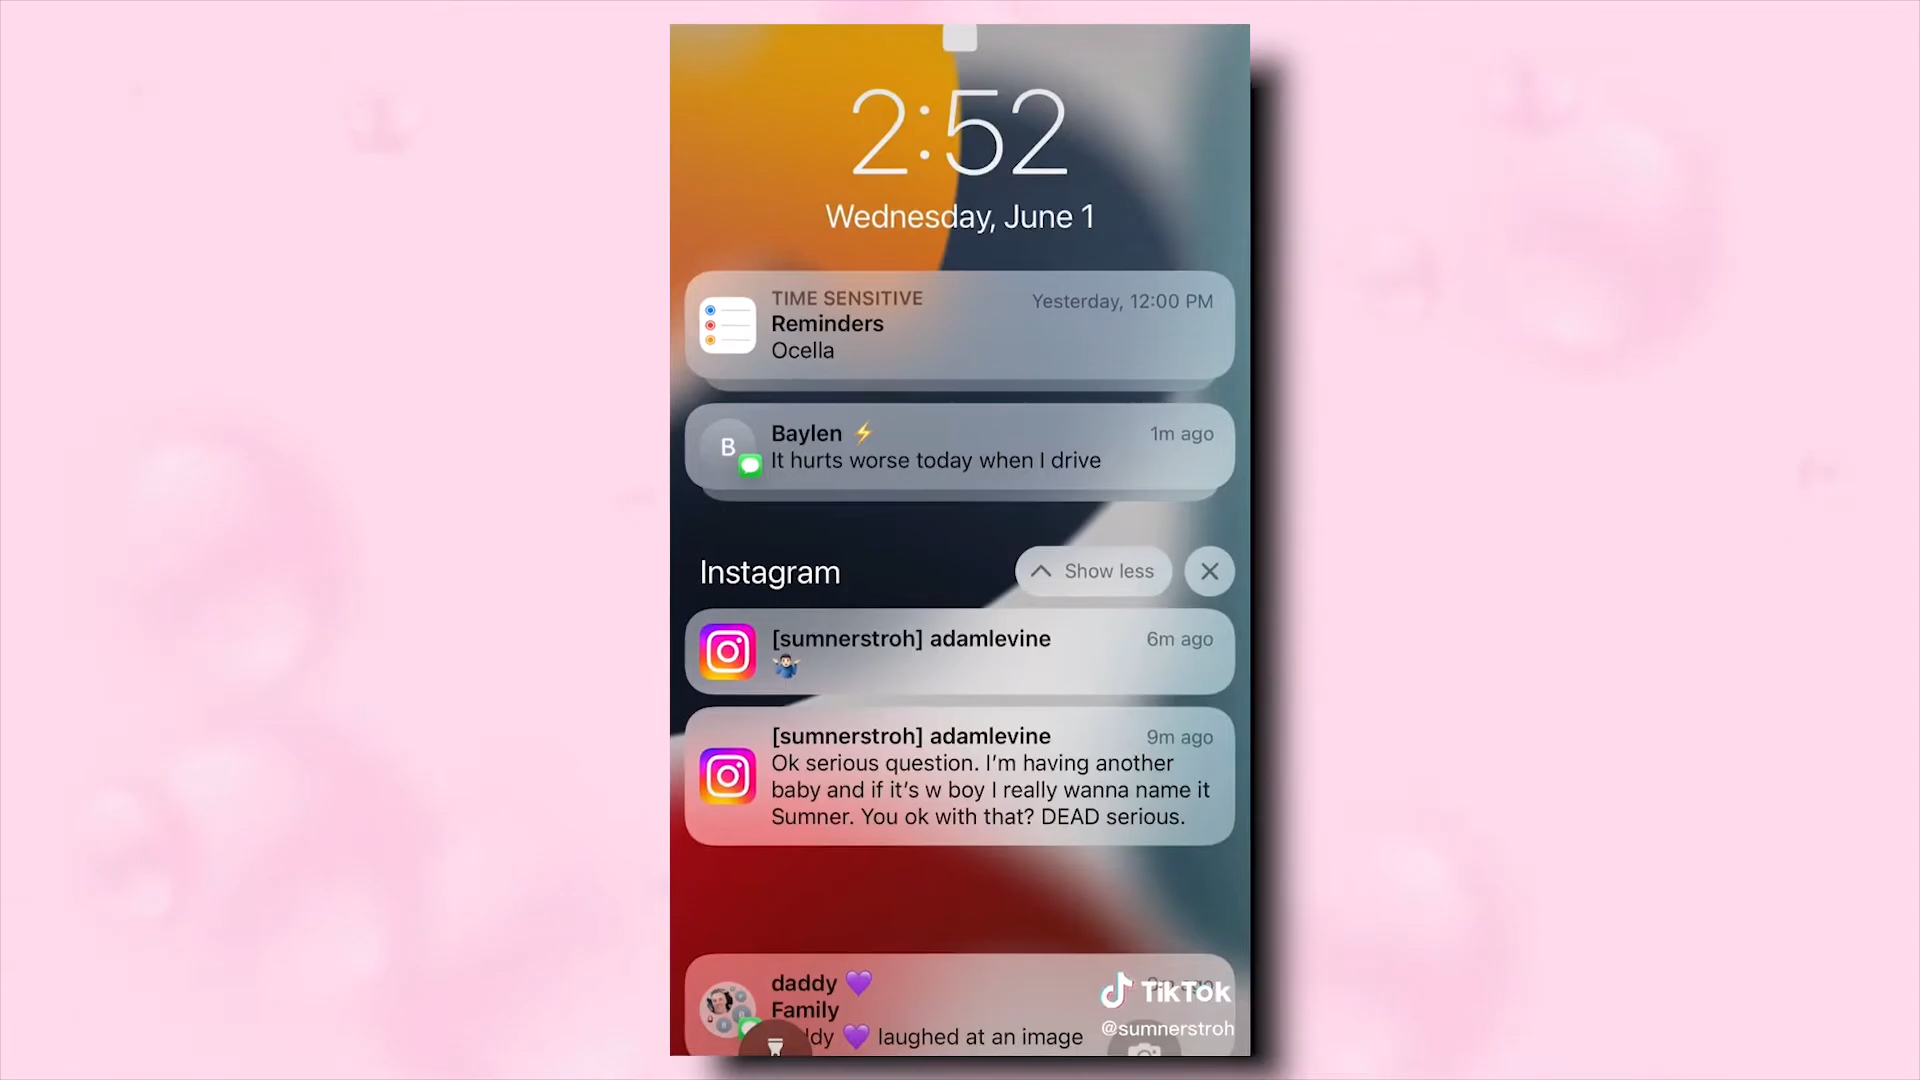 2:52
Wednesday, June 1
TIME SENSITIVE
Yesterday, 12:00 PM
Reminders
Ocella
B
Baylen ⚡
1m ago
It hurts worse today when I drive
Instagram
Show less
[sumnerstroh] adamlevine
6m ago
🤷🏻‍♂️
[sumnerstroh] adamlevine
9m ago
Ok serious question. I’m having another
baby and if it’s w boy I really wanna name it
Sumner. You ok with that? DEAD serious.
daddy 💜
Family
💜 laughed at an image
TikTok
@sumnerstroh